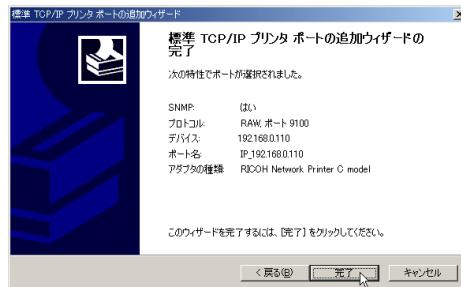 標準 TCP/IP プリンタ ポートの追加ウィザード
標準 TCP/IP プリンタ ポートの追加ウィザードの
完了
次の特性でポートが選択されました。
SNMP: はい
プロトコル: RAW, ポート 9100
デバイス: 192.168.0.110
ポート名: IP_192.168.0.110
アダプタの種類: RICOH Network Printer C model
このウィザードを完了するには、[完了] をクリックしてください。
< 戻る(B)
完了
キャンセル